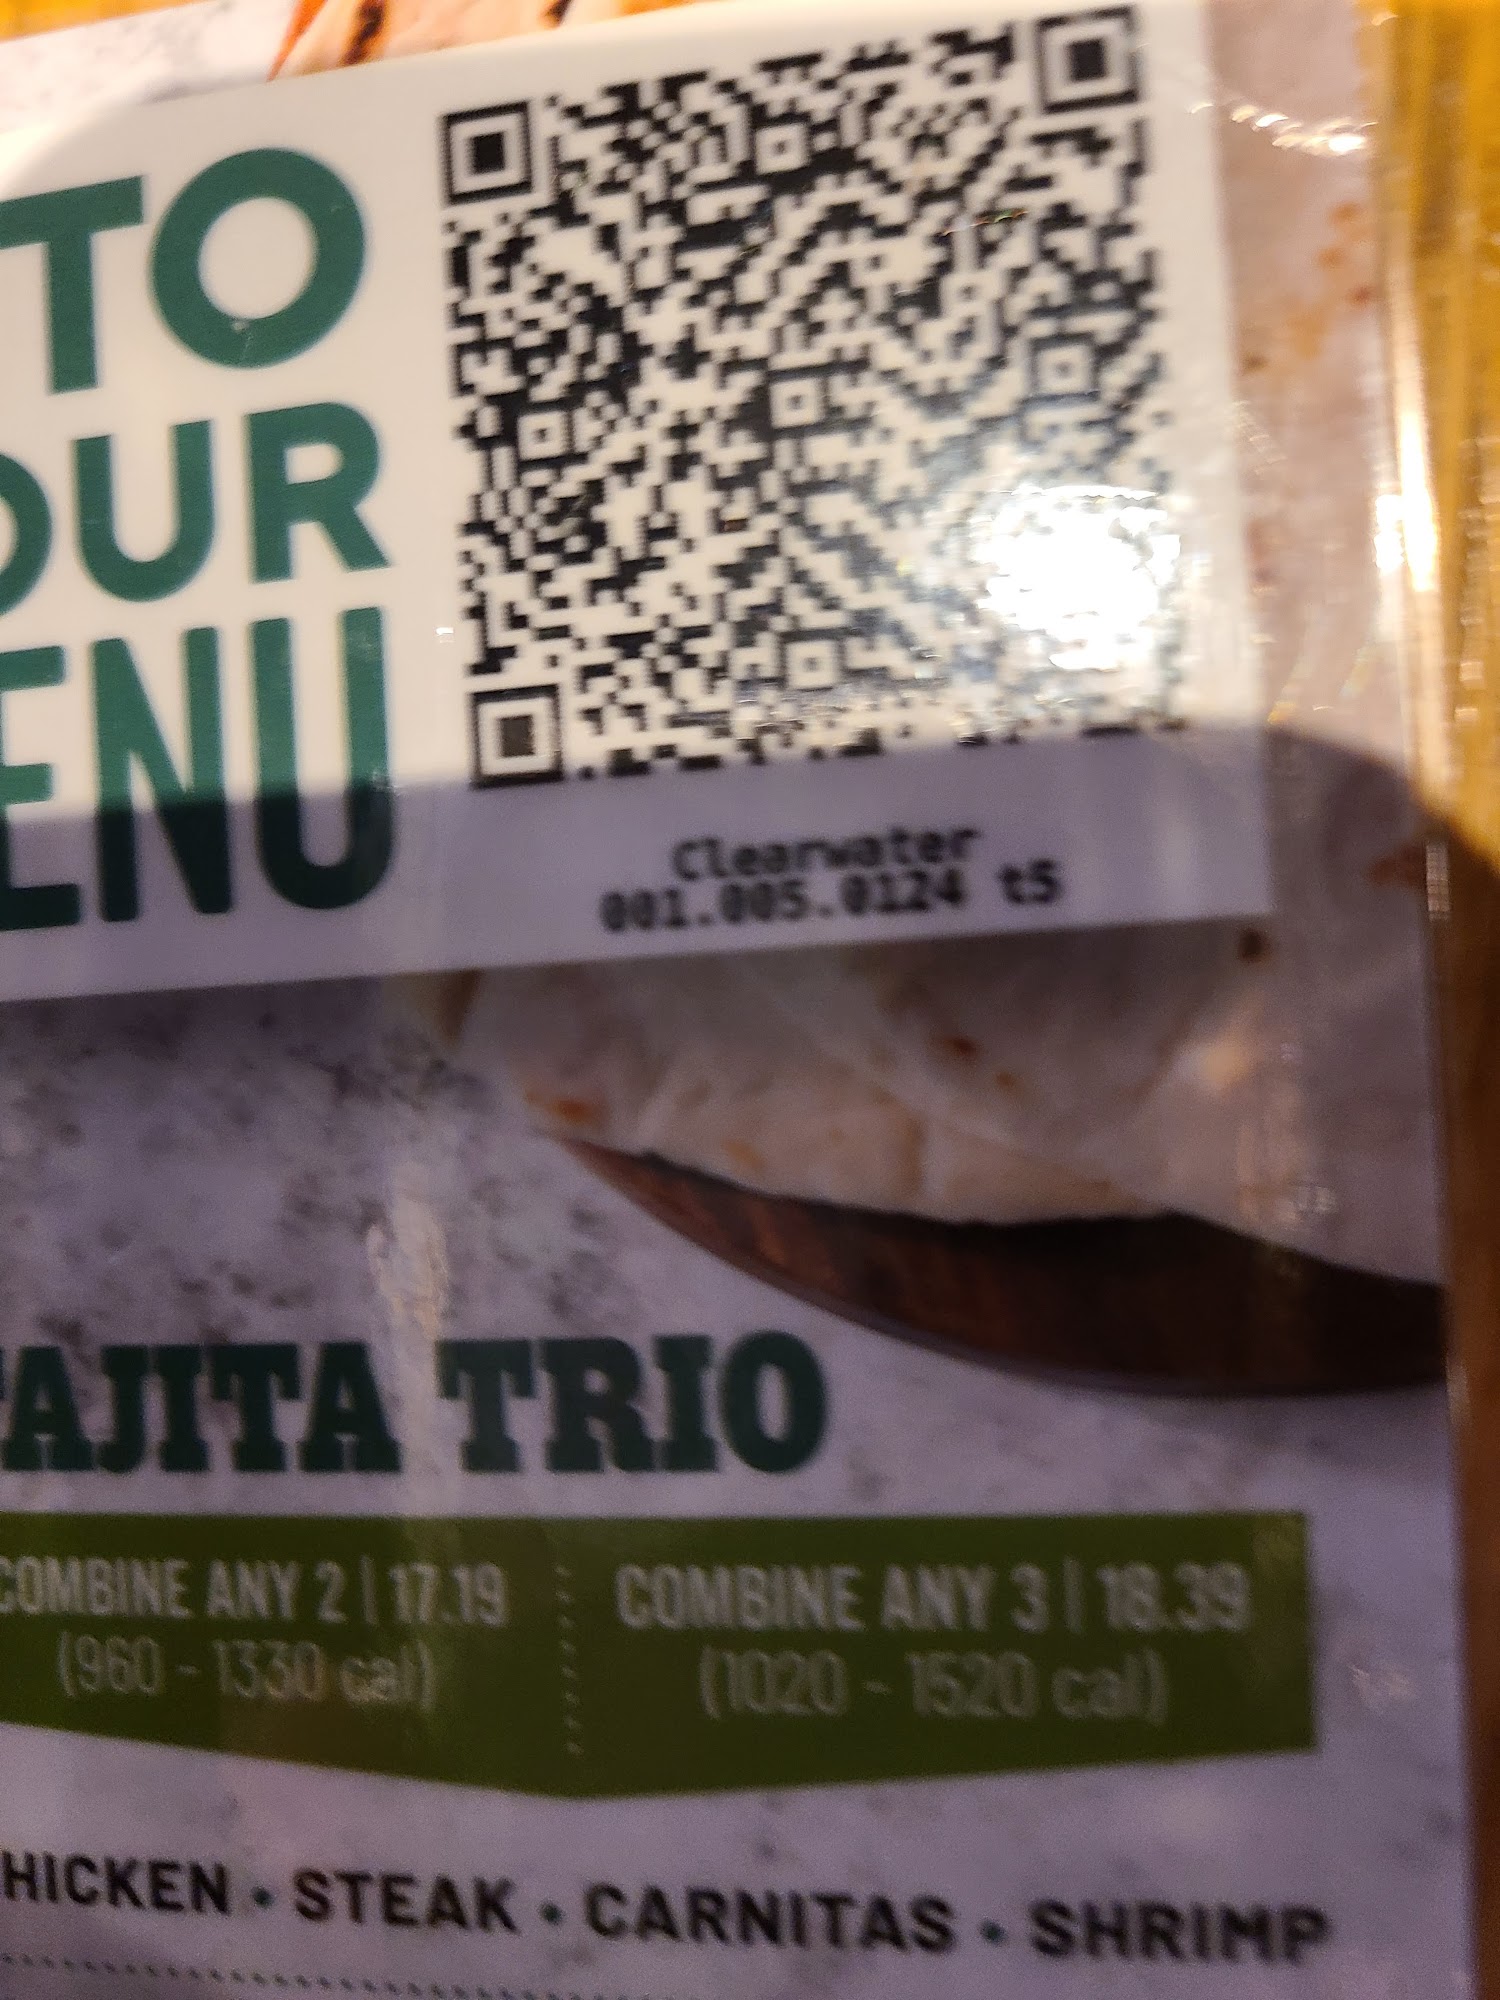 TO
OUR
ENU
Clearwater
001.005.0124 t5
FAJITA TRIO
COMBINE ANY 2 | 17.19
(960 - 1330 cal)
COMBINE ANY 3 | 18.39
(1020 - 1520 cal)
HICKEN • STEAK • CARNITAS • SHRIMP